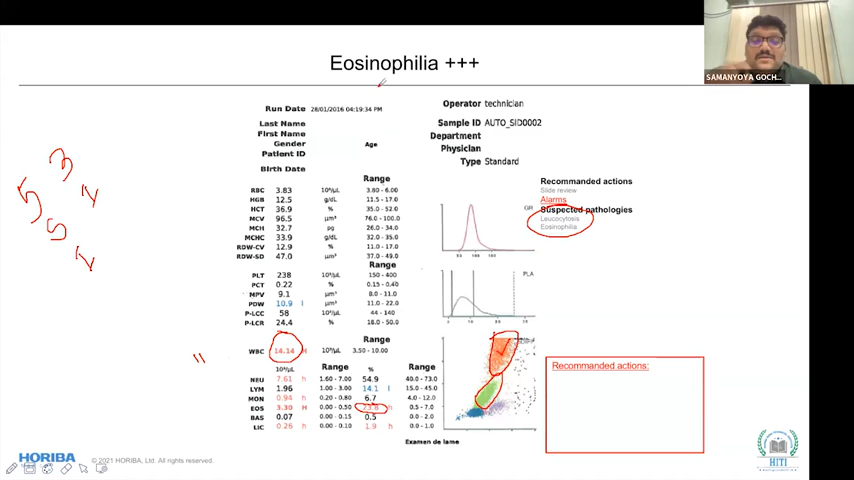 Eosinophilia +++
SAMANYOYA GOCH...
Run Date 28/01/2016 04:19:34 PM
Last Name
First Name
Gender Age
Patient ID
Birth Date
Operator technician
Sample ID AUTO_SID0002
Department
Physician
Type Standard
Range
RBC 3.83 10⁶/µL 3.80 - 6.00
HGB 12.5 g/dL 11.5 - 17.0
HCT 36.9 % 35.0 - 52.0
MCV 96.5 µm³ 76.0 - 100.0
MCH 32.7 pg 26.0 - 34.0
MCHC 33.9 g/dL 32.0 - 35.0
RDW-CV 12.9 % 11.0 - 17.0
RDW-SD 47.0 µm³ 37.0 - 49.0
Range
PLT 238 10³/µL 150 - 400
PCT 0.22 % 0.15 - 0.40
MPV 9.1 µm³ 8.0 - 11.0
PDW 10.9 l µm³ 11.0 - 22.0
P-LCC 58 10³/µL 44 - 140
P-LCR 24.4 % 18.0 - 50.0
Range
WBC 14.14 H 10³/µL 3.50 - 10.00
10³/µL Range % Range
NEU 7.61 h 1.60 - 7.00 54.9 40.0 - 73.0
LYM 1.96 1.00 - 3.00 14.1 l 15.0 - 45.0
MON 0.94 h 0.20 - 0.80 6.7 4.0 - 12.0
EOS 3.30 H 0.00 - 0.50 23.8 h 0.5 - 7.0
BAS 0.07 0.00 - 0.15 0.5 0.0 - 2.0
LIC 0.26 h 0.00 - 0.10 1.9 h 0.0 - 1.0
Examen de lame
GR
PLA
Recommanded actions
Slide review
Alarms
Suspected pathologies
Leucocytosis
Eosinophilia
Recommanded actions:
3
5
5
HORIBA © 2021 HORIBA, Ltd. All rights reserved.
HITI